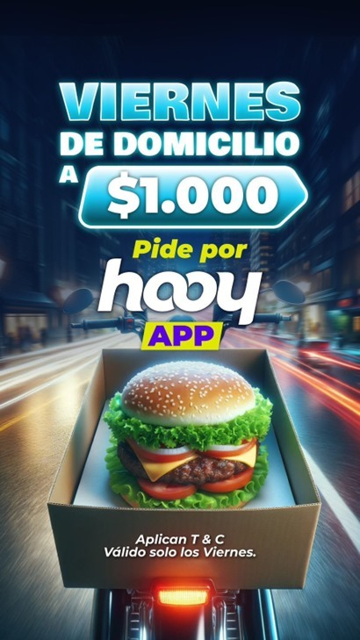 VIERNES
DE DOMICILIO
A $1.000
Pide por
hooy
APP
Aplican T & C
Válido solo los Viernes.